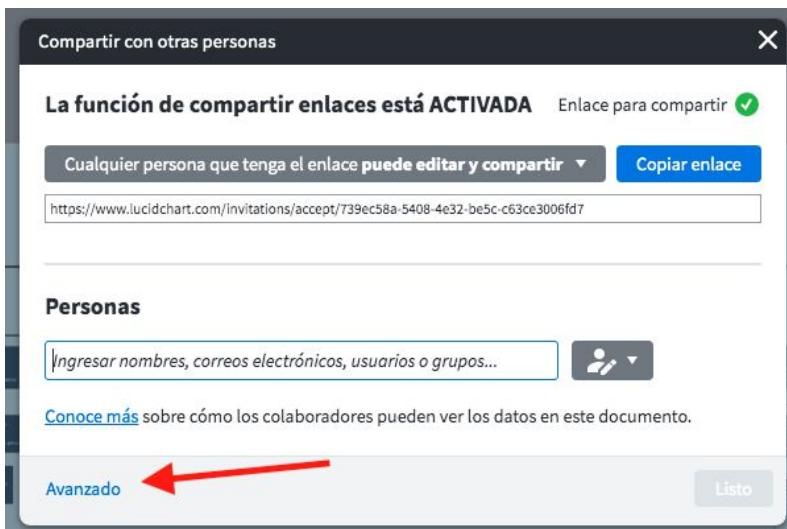 Compartir con otras personas
La función de compartir enlaces está ACTIVADA Enlace para compartir
Cualquier persona que tenga el enlace puede editar y compartir Copiar enlace
https://www.lucidchart.com/invitations/accept/739ec58a-5408-4e32-be5c-c63ce3006fd7
Personas
Ingresar nombres, correos electrónicos, usuarios o grupos...
Conoce más sobre cómo los colaboradores pueden ver los datos en este documento.
Avanzado Listo